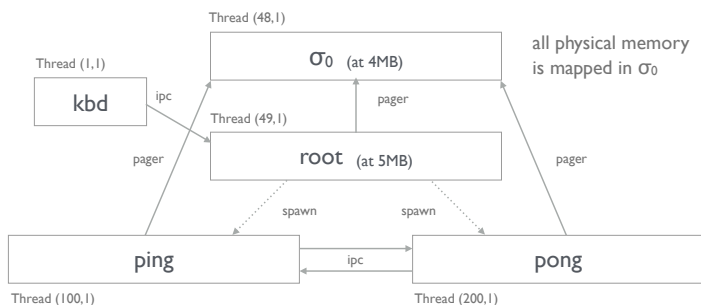 Thread (48,1)
σ0 (at 4MB)
all physical memory
is mapped in σ0
Thread (1,1)
kbd
ipc
pager
Thread (49,1)
root (at 5MB)
pager
pager
spawn
spawn
ping
ipc
pong
Thread (100,1)
Thread (200,1)